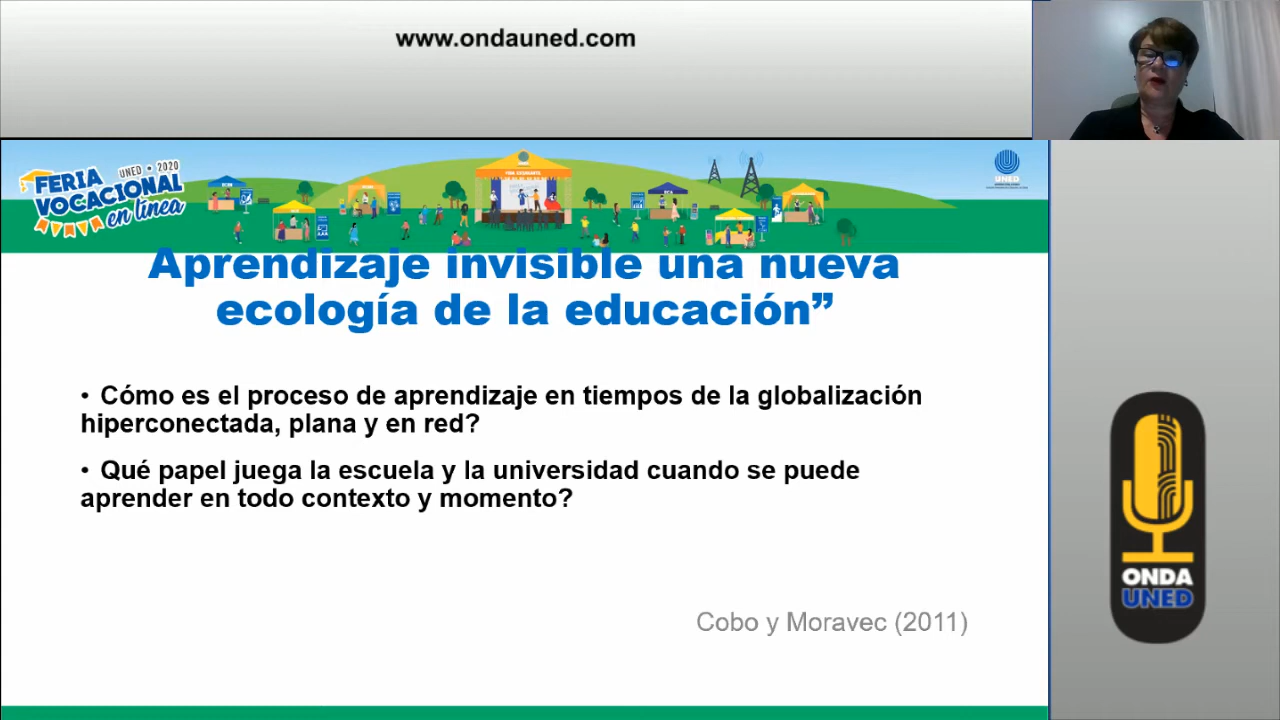 www.ondauned.com
FERIA
VOCACIONAL
en línea
UNED • 2020
UNED
Aprendizaje invisible una nueva
ecología de la educación”
• Cómo es el proceso de aprendizaje en tiempos de la globalización
hiperconectada, plana y en red?
• Qué papel juega la escuela y la universidad cuando se puede
aprender en todo contexto y momento?
Cobo y Moravec (2011)
ONDA
UNED